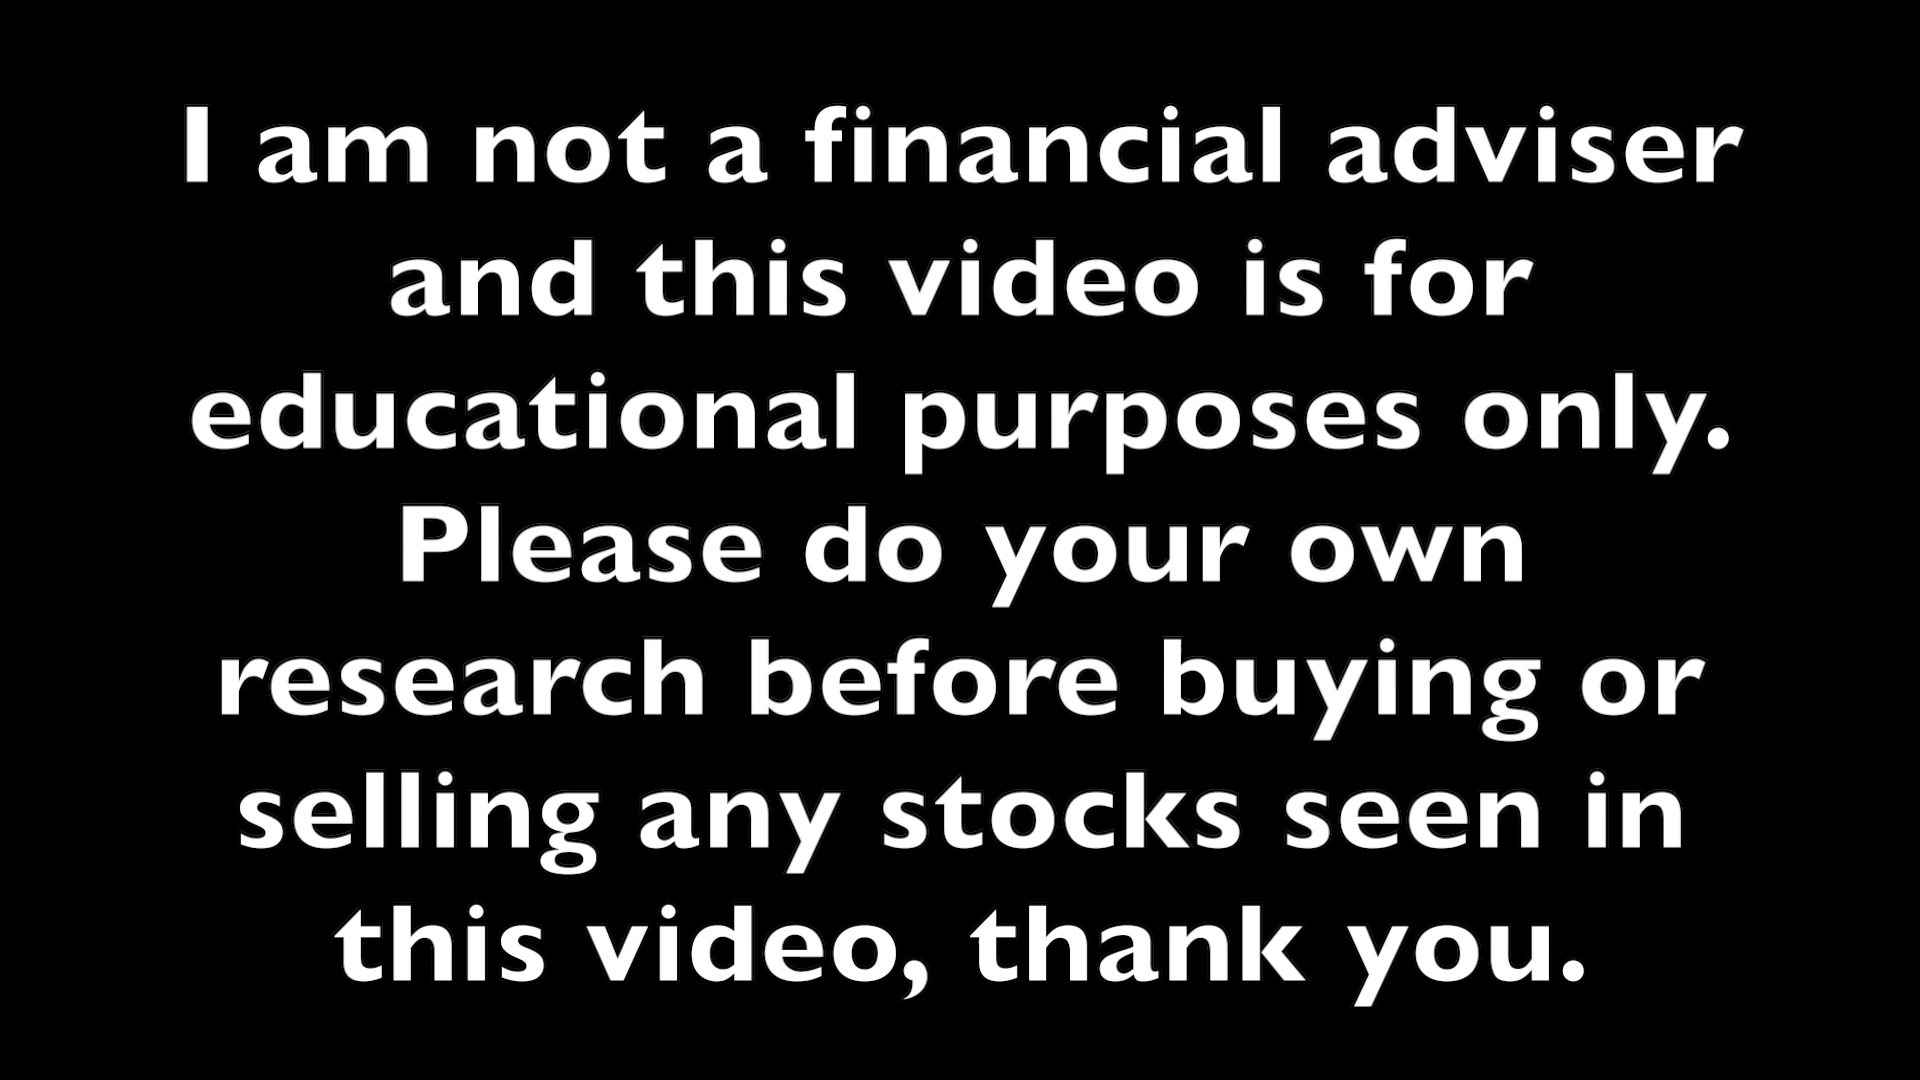 I am not a financial adviser
and this video is for
educational purposes only.
Please do your own
research before buying or
selling any stocks seen in
this video, thank you.